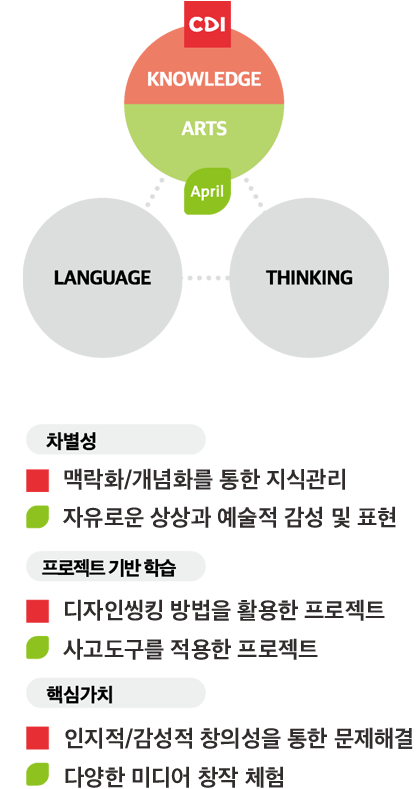 CDI
KNOWLEDGE
ARTS
April
LANGUAGE
THINKING
차별성
맥락화/개념화를 통한 지식관리
자유로운 상상과 예술적 감성 및 표현
프로젝트 기반 학습
디자인씽킹 방법을 활용한 프로젝트
사고도구를 적용한 프로젝트
핵심가치
인지적/감성적 창의성을 통한 문제해결
다양한 미디어 창작 체험